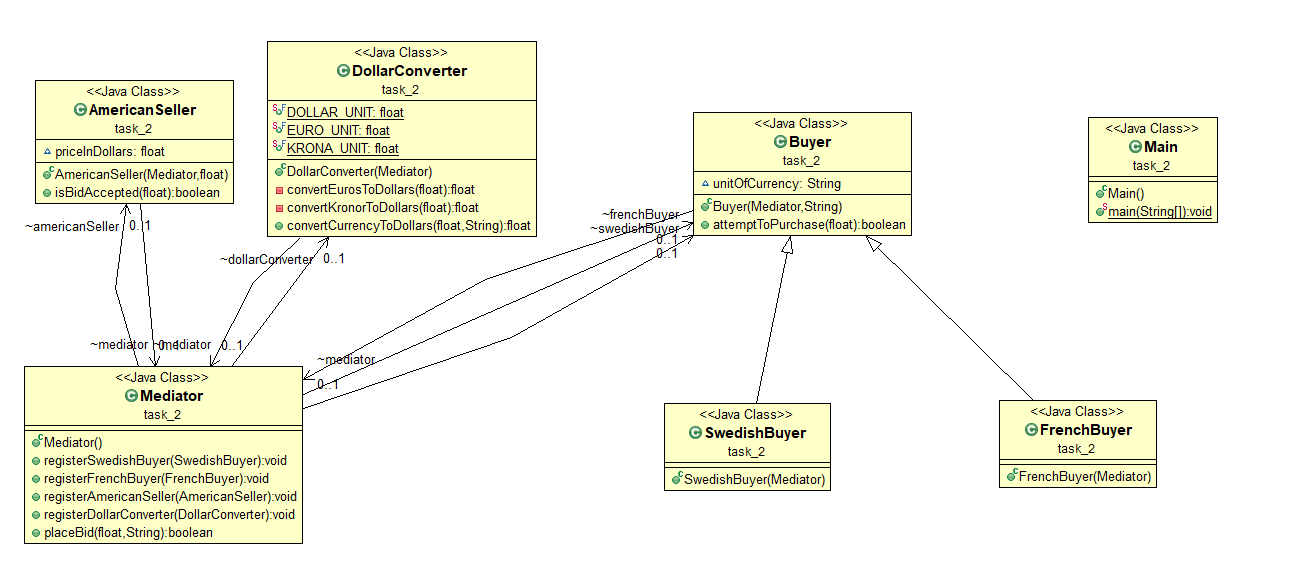 <<Java Class>>
AmericanSeller
task_2
priceInDollars: float
AmericanSeller(Mediator,float)
isBidAccepted(float):boolean
<<Java Class>>
DollarConverter
task_2
DOLLAR_UNIT: float
EURO_UNIT: float
KRONA_UNIT: float
DollarConverter(Mediator)
convertEurosToDollars(float):float
convertKronorToDollars(float):float
convertCurrencyToDollars(float,String):float
<<Java Class>>
Buyer
task_2
unitOfCurrency: String
Buyer(Mediator,String)
attemptToPurchase(float):boolean
<<Java Class>>
Main
task_2
Main()
main(String[]):void
~americanSeller
0..1
~dollarConverter
0..1
~frenchBuyer
~swedishBuyer
0..1
0..1
~mediator
0..1
~mediator
0..1
~mediator
0..1
<<Java Class>>
Mediator
task_2
Mediator()
registerSwedishBuyer(SwedishBuyer):void
registerFrenchBuyer(FrenchBuyer):void
registerAmericanSeller(AmericanSeller):void
registerDollarConverter(DollarConverter):void
placeBid(float,String):boolean
<<Java Class>>
SwedishBuyer
task_2
SwedishBuyer(Mediator)
<<Java Class>>
FrenchBuyer
task_2
FrenchBuyer(Mediator)